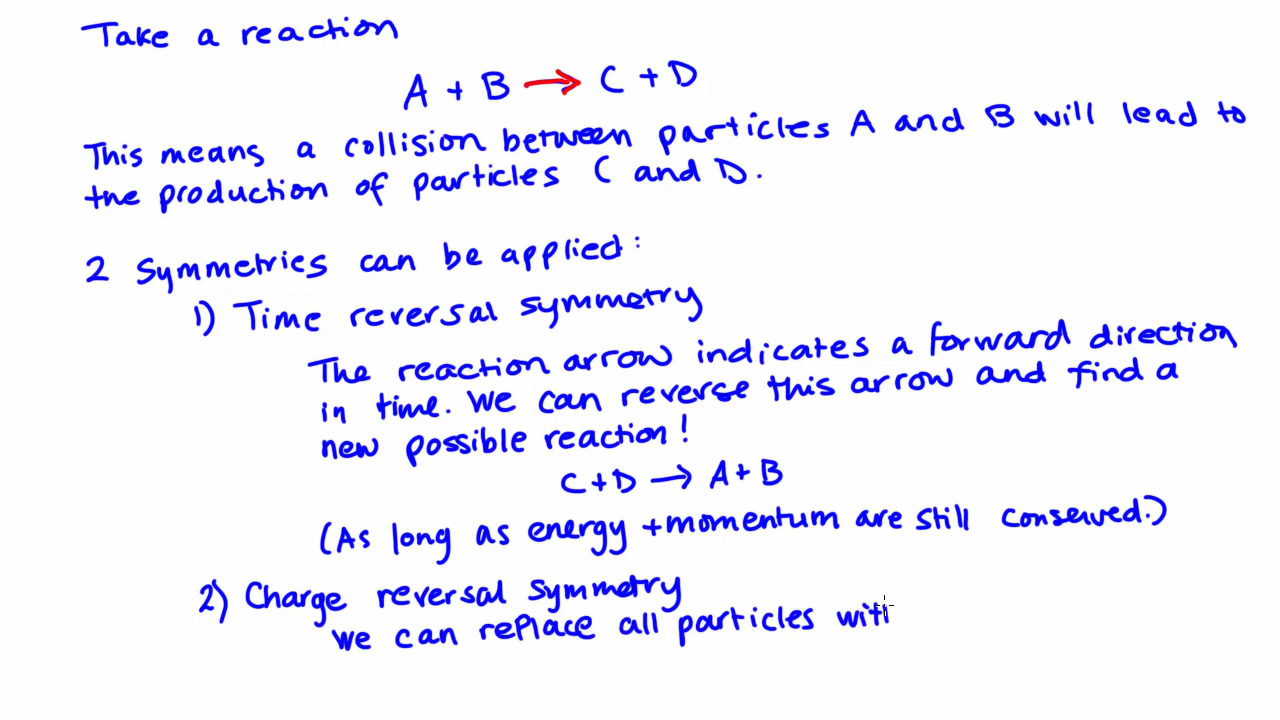 Take a reaction
A + B → C + D
This means a collision between particles A and B will lead to
the production of particles C and D.
2 Symmetries can be applied:
1) Time reversal symmetry
The reaction arrow indicates a forward direction
in time. We can reverse this arrow and find a
new possible reaction!
C + D → A + B
(As long as energy + momentum are still conserved.)
2) Charge reversal symmetry
We can replace all particles wit